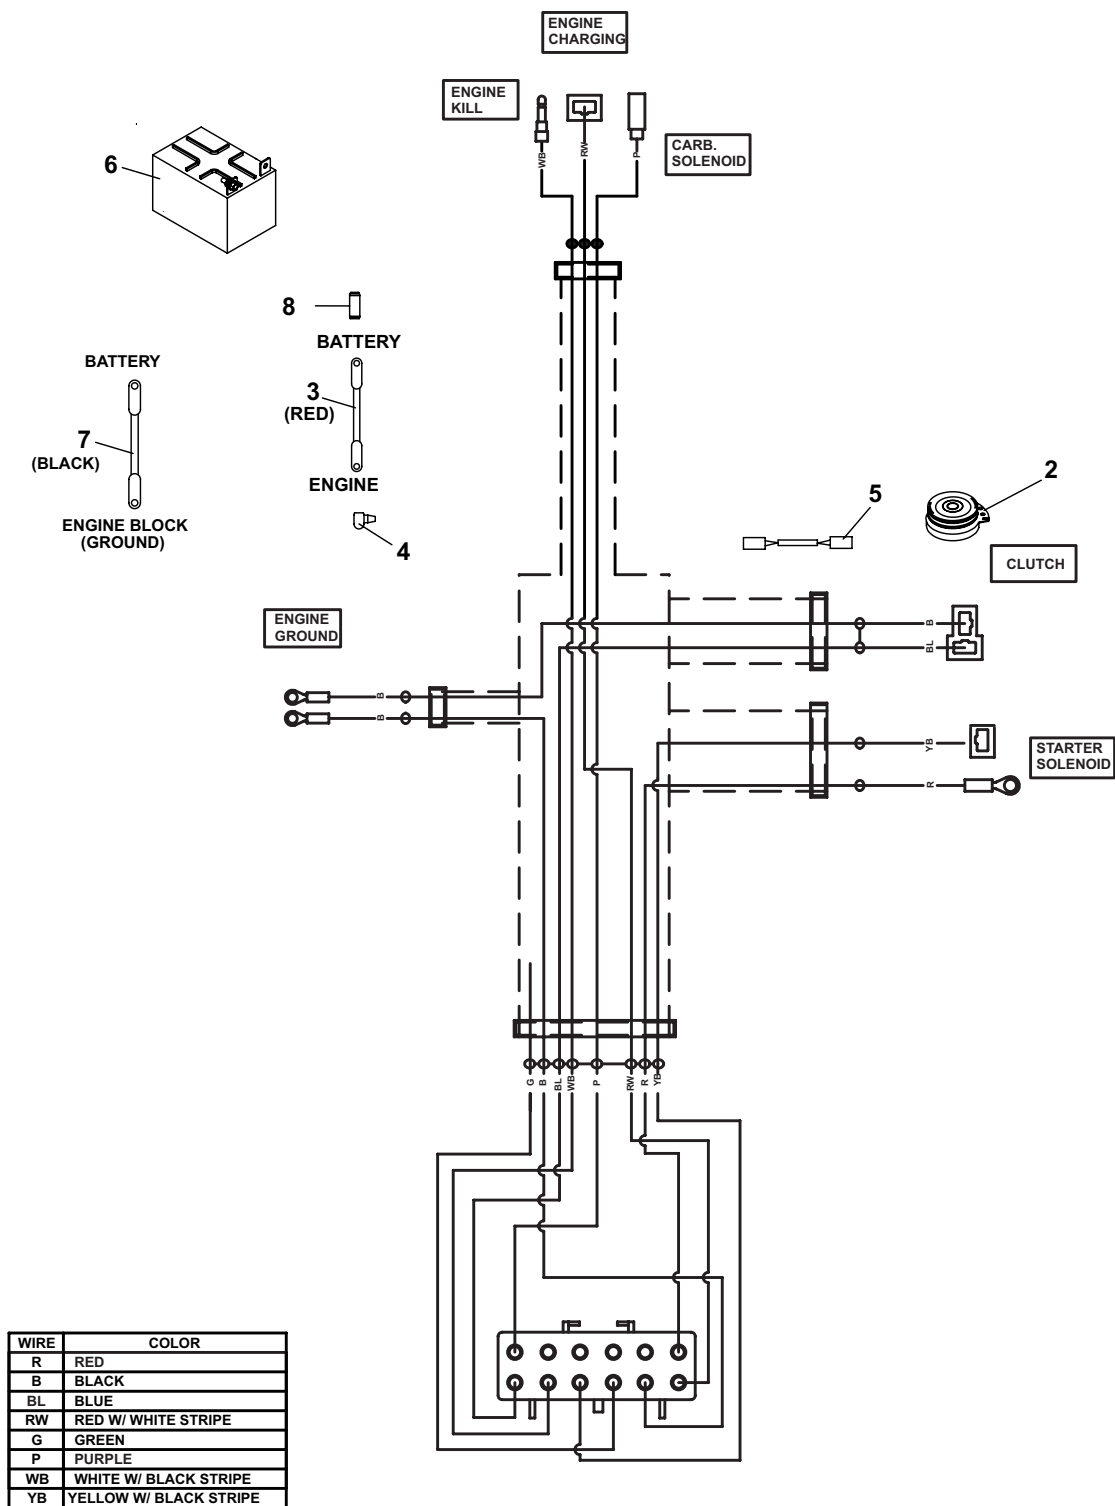 ENGINE
CHARGING
ENGINE
KILL
CARB.
SOLENOID
WB
RW
P
6
8
BATTERY
BATTERY
3
(RED)
7
(BLACK)
ENGINE
ENGINE BLOCK
(GROUND)
4
5
2
CLUTCH
ENGINE
GROUND
B
BL
B
B
YB
STARTER
SOLENOID
R
G
B
BL
WB
P
RW
R
YB
WIRE COLOR
R RED
B BLACK
BL BLUE
RW RED W/ WHITE STRIPE
G GREEN
P PURPLE
WB WHITE W/ BLACK STRIPE
YB YELLOW W/ BLACK STRIPE